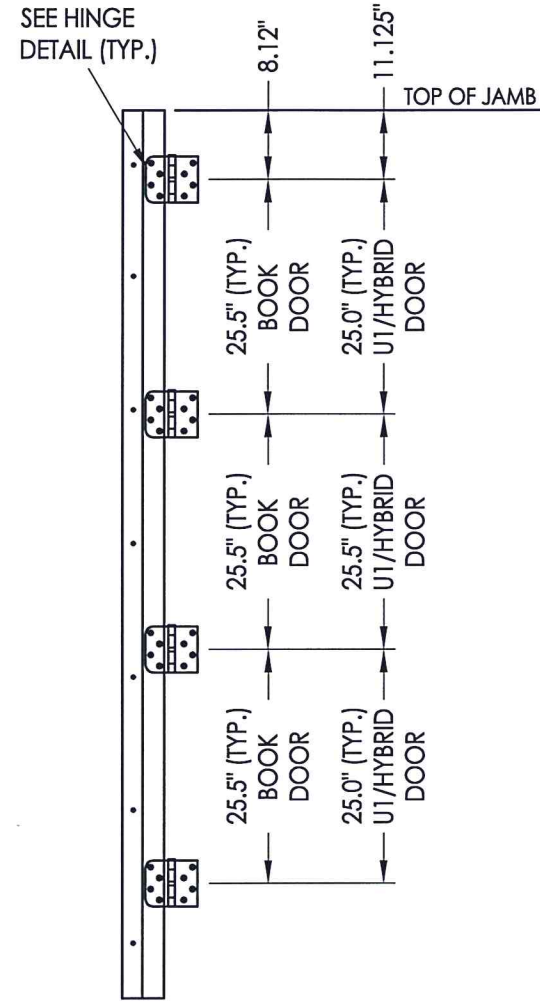 SEE HINGE
DETAIL (TYP.)
8.12"
11.125"
TOP OF JAMB
25.5" (TYP.)
BOOK
DOOR
25.0" (TYP.)
U1/HYBRID
DOOR
25.5" (TYP.)
BOOK
DOOR
25.5" (TYP.)
U1/HYBRID
DOOR
25.5" (TYP.)
BOOK
DOOR
25.0" (TYP.)
U1/HYBRID
DOOR